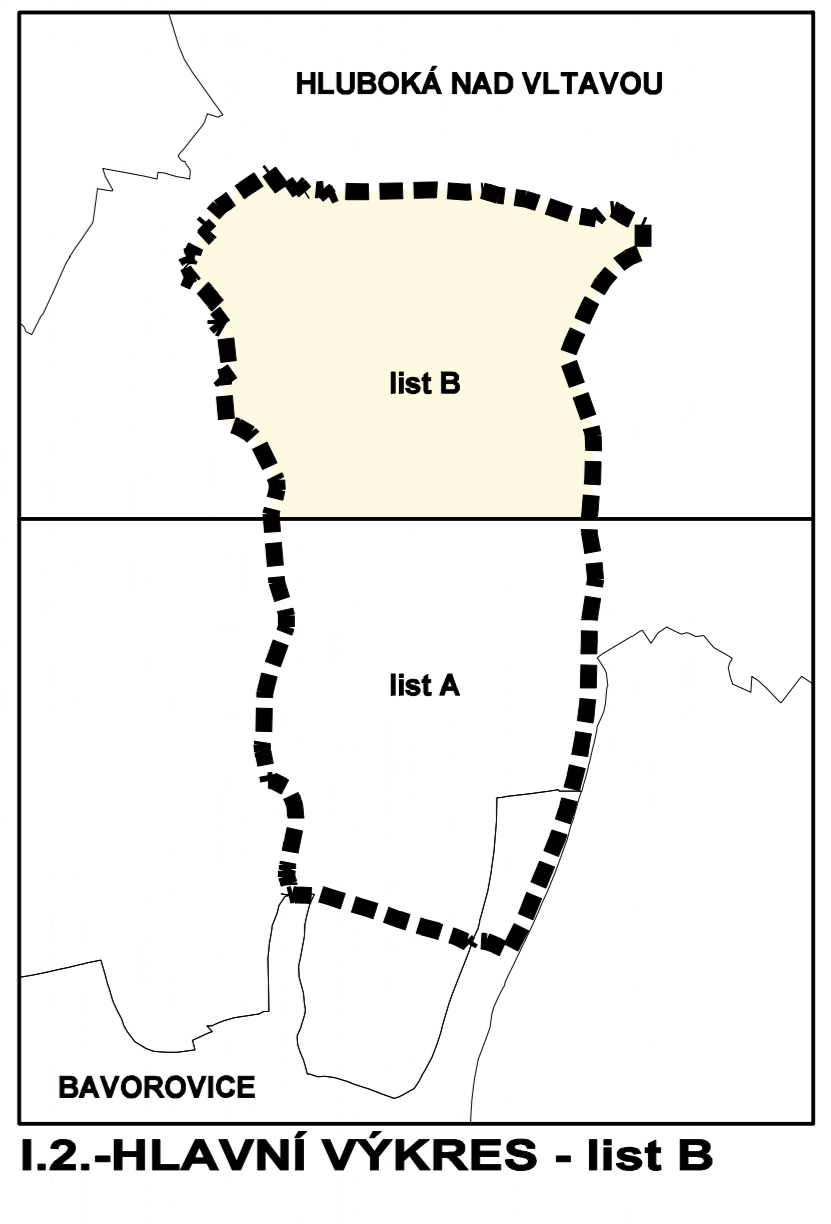 HLUBOKÁ NAD VLTAVOU
list B
list A
BAVOROVICE
I.2.-HLAVNÍ VÝKRES - list B